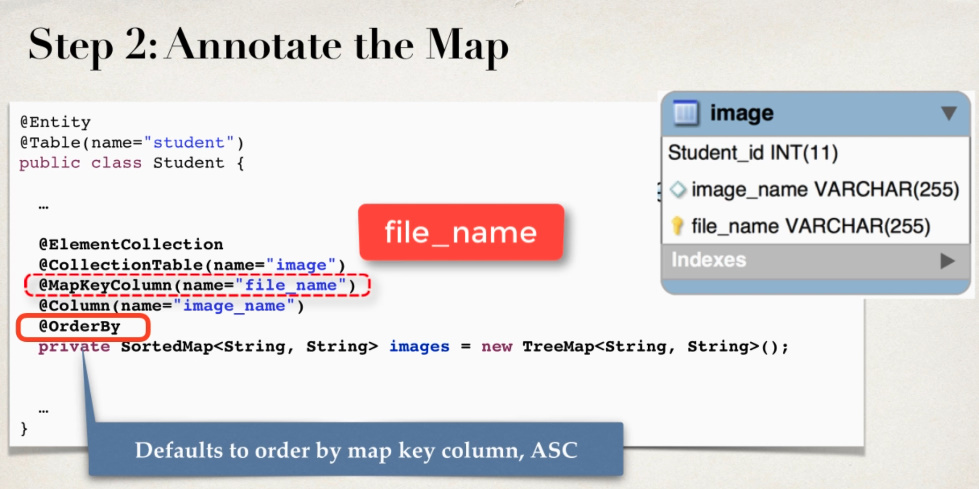 Step 2: Annotate the Map
@Entity
@Table(name="student")
public class Student {
…
@ElementCollection
@CollectionTable(name="image")
@MapKeyColumn(name="file_name")
@Column(name="image_name")
@OrderBy
private SortedMap<String, String> images = new TreeMap<String, String>();
…
}
file_name
image
Student_id INT(11)
image_name VARCHAR(255)
file_name VARCHAR(255)
Indexes
Defaults to order by map key column, ASC